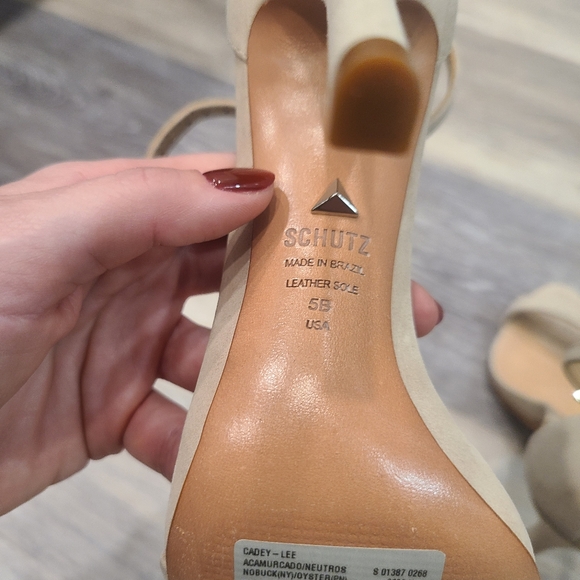 SCHUTZ
MADE IN BRAZIL
LEATHER SOLE
5B
USA
CADEY - LEE
ACAMURCADO/NEUTROS S 01387 0268
NOBUCK(NY)/OYSTER/PN)